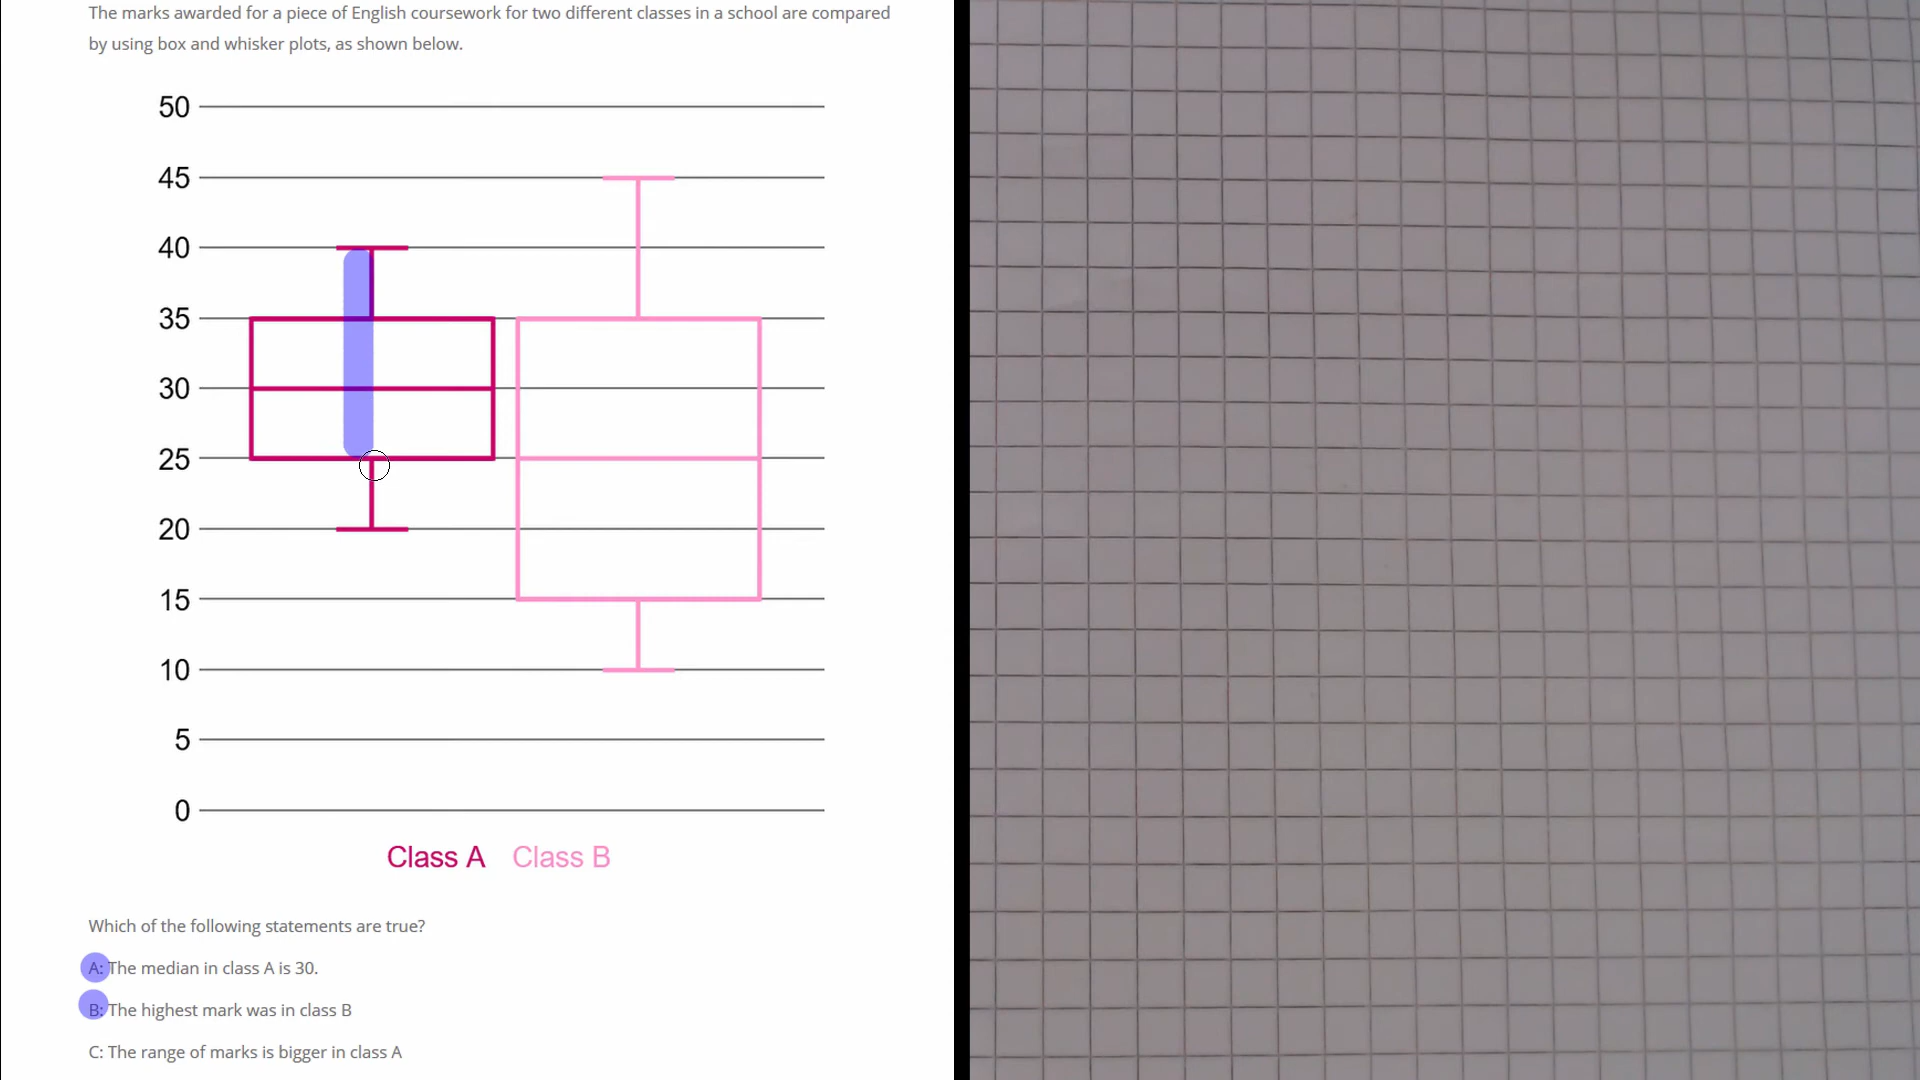 The marks awarded for a piece of English coursework for two different classes in a school are compared
by using box and whisker plots, as shown below.
50
45
40
35
30
25
20
15
10
5
0
Class A Class B
Which of the following statements are true?
A: The median in class A is 30.
B: The highest mark was in class B
C: The range of marks is bigger in class A